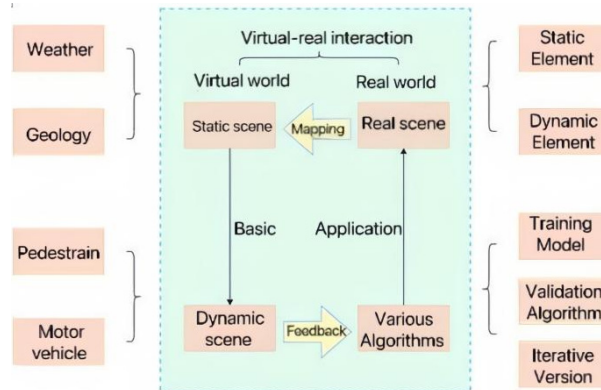 Weather
Geology
Pedestrain
Motor
vehicle
Virtual-real interaction
Virtual world
Real world
Static scene
Mapping
Real scene
Basic
Application
Dynamic
scene
Feedback
Various
Algorithms
Static
Element
Dynamic
Element
Training
Model
Validation
Algorithm
Iterative
Version